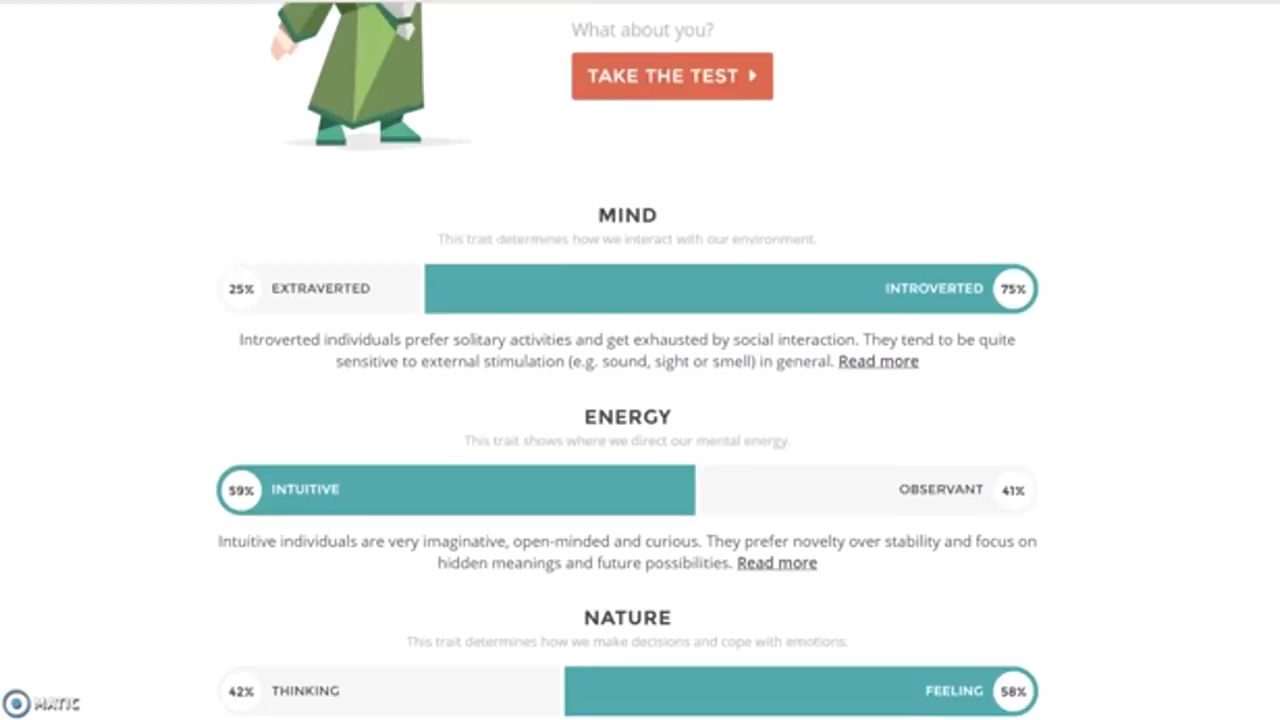 What about you?
TAKE THE TEST
MIND
This trait determines how we interact with our environment.
25% EXTRAVERTED INTROVERTED 75%
Introverted individuals prefer solitary activities and get exhausted by social interaction. They tend to be quite
sensitive to external stimulation (e.g. sound, sight or smell) in general. Read more
ENERGY
This trait shows where we direct our mental energy.
59% INTUITIVE OBSERVANT 41%
Intuitive individuals are very imaginative, open-minded and curious. They prefer novelty over stability and focus on
hidden meanings and future possibilities. Read more
NATURE
This trait determines how we make decisions and cope with emotions.
42% THINKING FEELING 58%
MATIC